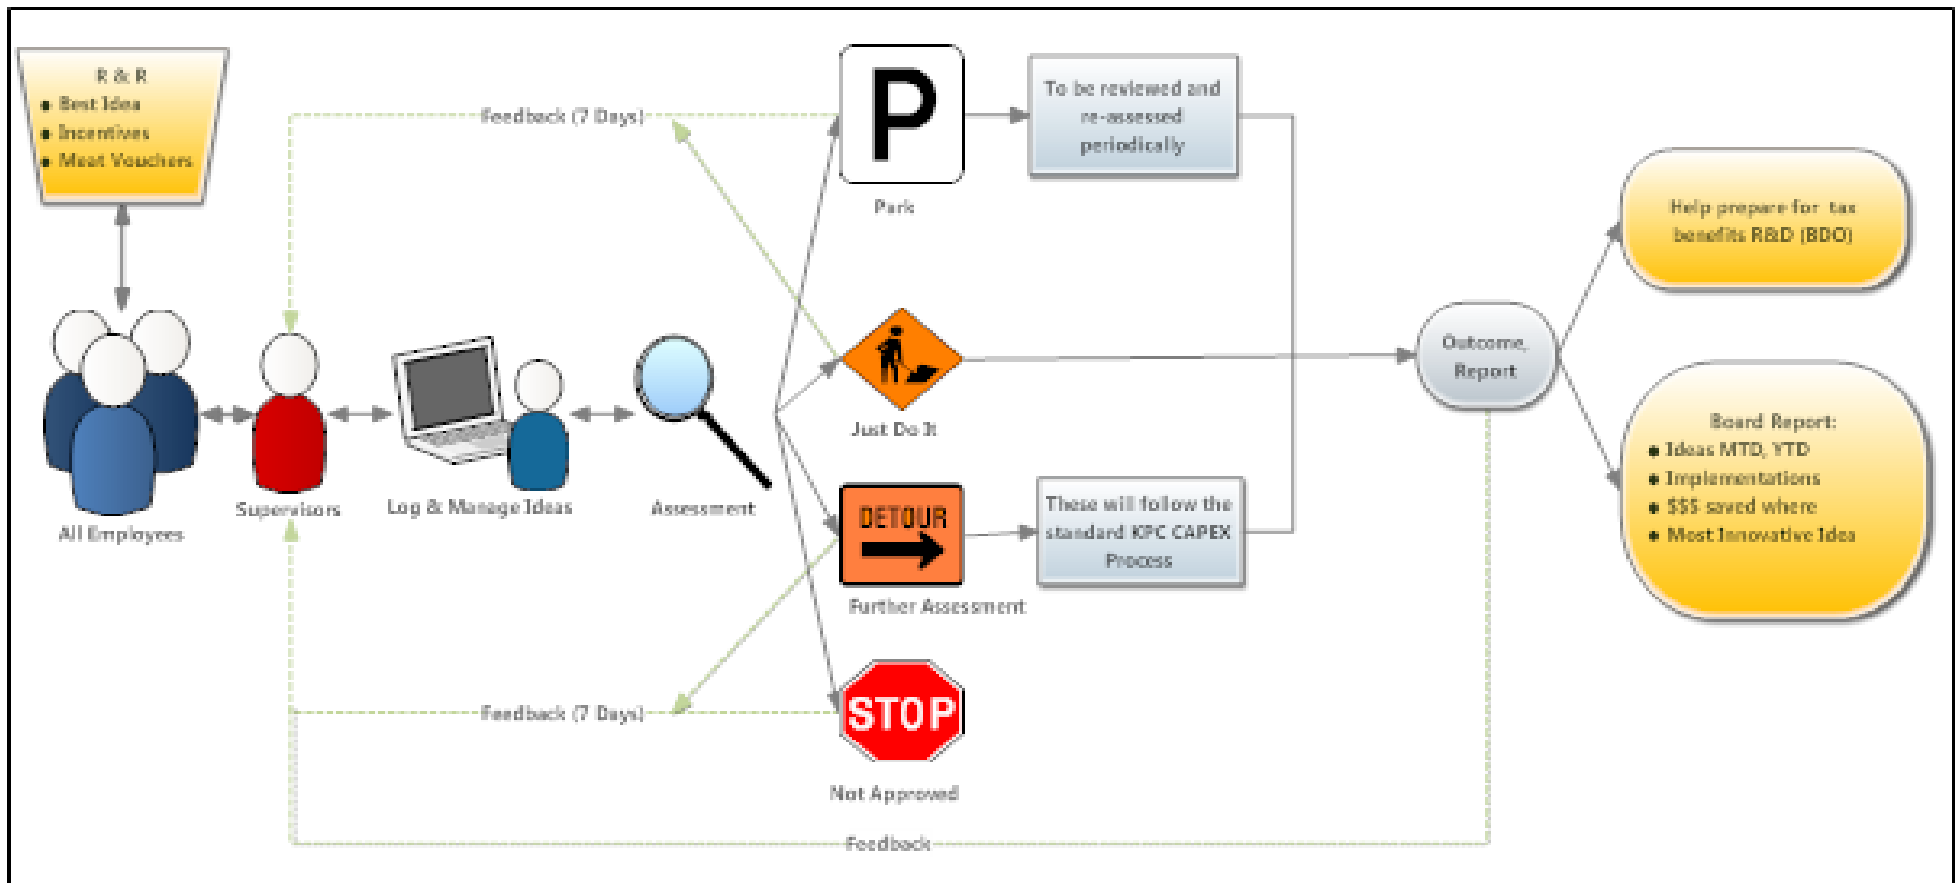 R & R
• Best Idea
• Incentives
• Meat Vouchers
All Employees
Supervisors
Log & Manage Ideas
Assessment
Feedback (7 Days)
P
Park
To be reviewed and
re-assessed
periodically
Just Do It
DETOUR
Further Assessment
These will follow the
standard KPC CAPEX
Process
Feedback (7 Days)
STOP
Not Approved
Feedback
Outcome,
Report
Help prepare for tax
benefits R&D (BDO)
Board Report:
• Ideas MTD, YTD
• Implementations
• $$$ saved where
• Most Innovative Idea